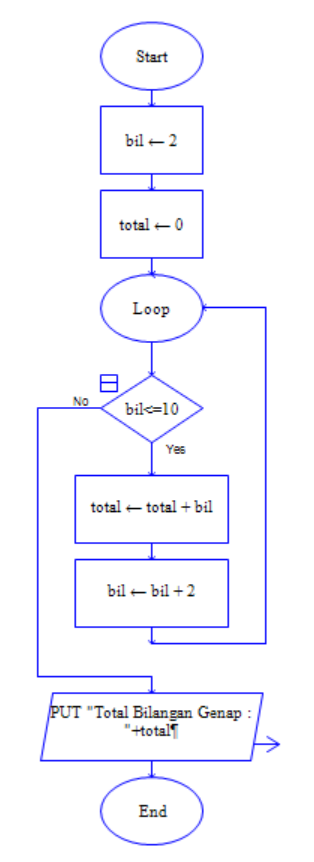 Start
bil ← 2
total ← 0
Loop
bil<=10
No
Yes
total ← total + bil
bil ← bil + 2
PUT "Total Bilangan Genap :
"+total¶
End